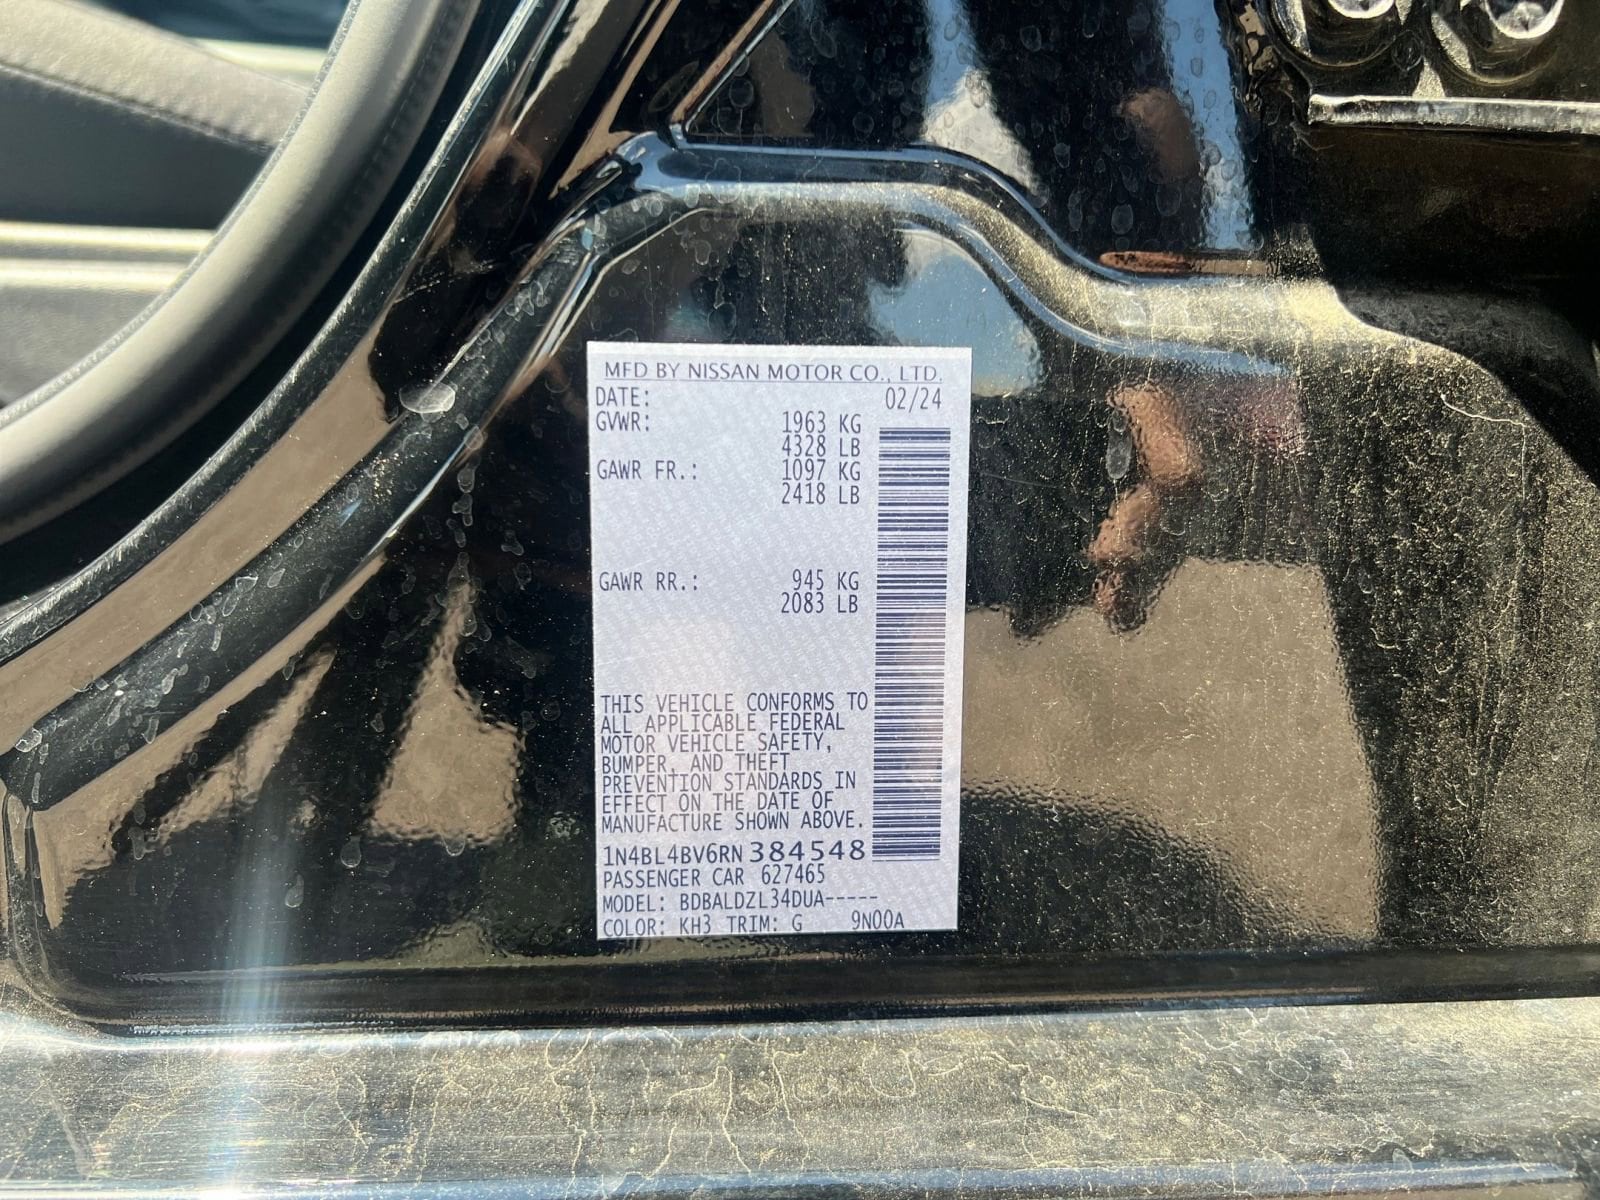 MFD BY NISSAN MOTOR CO., LTD.
DATE: 02/24
GVWR: 1963 KG
4328 LB
GAWR FR.: 1097 KG
2418 LB
GAWR RR.: 945 KG
2083 LB
THIS VEHICLE CONFORMS TO
ALL APPLICABLE FEDERAL
MOTOR VEHICLE SAFETY,
BUMPER, AND THEFT
PREVENTION STANDARDS IN
EFFECT ON THE DATE OF
MANUFACTURE SHOWN ABOVE.
1N4BL4BV6RN384548
PASSENGER CAR 627465
MODEL: BDBALDZL34DUA-----
COLOR: KH3 TRIM: G 9N00A